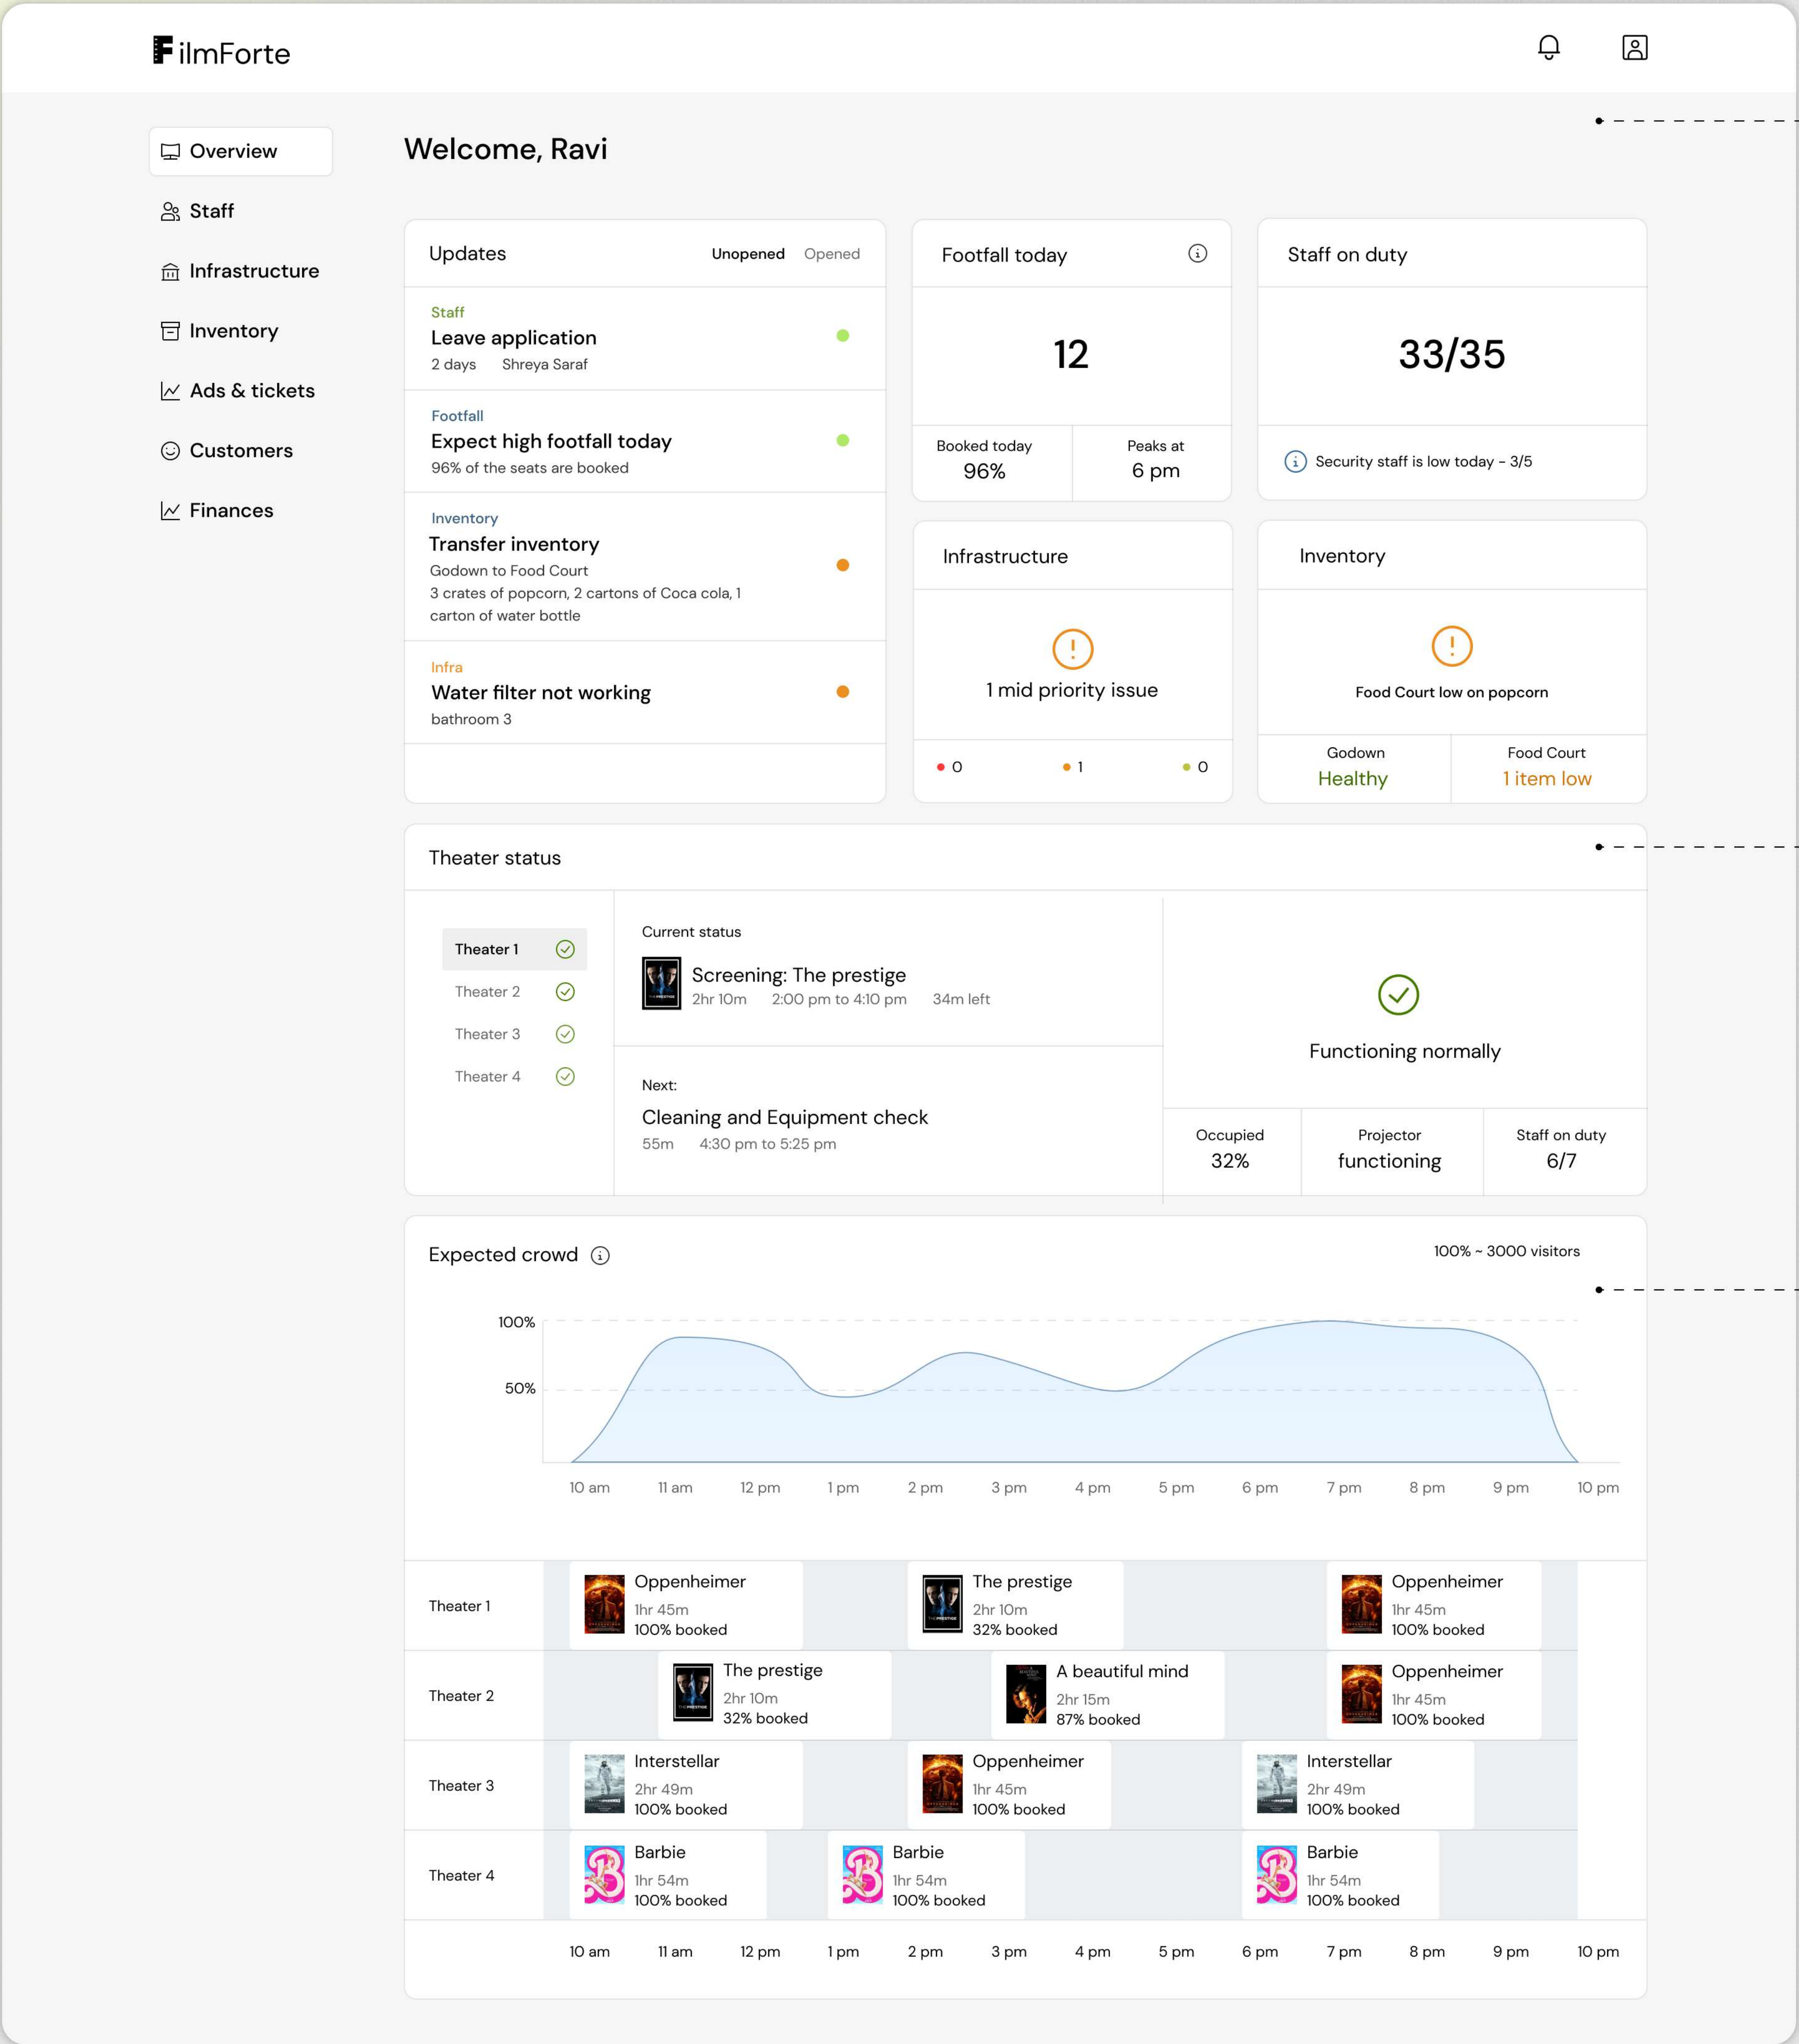 FilmForte
Overview
Staff
Infrastructure
Inventory
Ads & tickets
Customers
Finances
Welcome, Ravi
Updates Unopened Opened
Staff
Leave application
2 days Shreya Saraf
Footfall
Expect high footfall today
96% of the seats are booked
Inventory
Transfer inventory
Godown to Food Court
3 crates of popcorn, 2 cartons of Coca cola, 1
carton of water bottle
Infra
Water filter not working
bathroom 3
Footfall today
12
Booked today
96%
Peaks at
6 pm
Staff on duty
33/35
Security staff is low today - 3/5
Infrastructure
1 mid priority issue
0 1 0
Inventory
Food Court low on popcorn
Godown
Healthy
Food Court
1 item low
Theater status
Theater 1
Theater 2
Theater 3
Theater 4
Current status
Screening: The prestige
2hr 10m 2:00 pm to 4:10 pm 34m left
Next:
Cleaning and Equipment check
55m 4:30 pm to 5:25 pm
Functioning normally
Occupied
32%
Projector
functioning
Staff on duty
6/7
Expected crowd
100% ~ 3000 visitors
100%
50%
10 am 11 am 12 pm 1 pm 2 pm 3 pm 4 pm 5 pm 6 pm 7 pm 8 pm 9 pm 10 pm
Theater 1
Oppenheimer
1hr 45m
100% booked
The prestige
2hr 10m
32% booked
Oppenheimer
1hr 45m
100% booked
Theater 2
The prestige
2hr 10m
32% booked
A beautiful mind
2hr 15m
87% booked
Oppenheimer
1hr 45m
100% booked
Theater 3
Interstellar
2hr 49m
100% booked
Oppenheimer
1hr 45m
100% booked
Interstellar
2hr 49m
100% booked
Theater 4
Barbie
1hr 54m
100% booked
Barbie
1hr 54m
100% booked
Barbie
1hr 54m
100% booked
10 am 11 am 12 pm 1 pm 2 pm 3 pm 4 pm 5 pm 6 pm 7 pm 8 pm 9 pm 10 pm